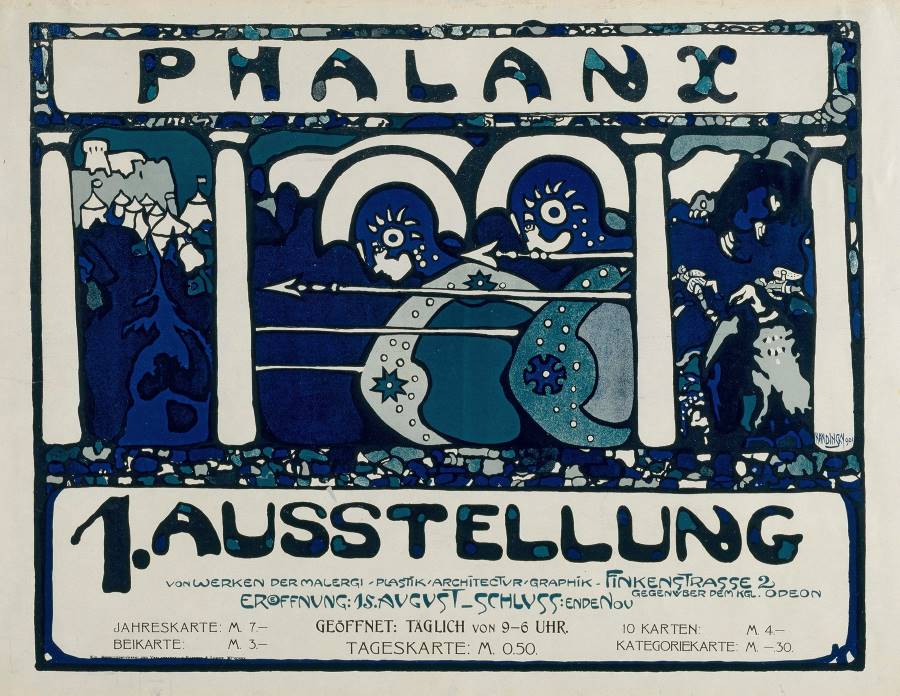 PHALANX
KANDINSKY 901
1. AUSSTELLUNG
VON WERKEN DER MALEREI - PLASTIK - ARCHITECTUR - GRAPHIK - FINKENSTRASSE 2
GEGENÜBER DEM KGL. ODEON
ERÖFFNUNG: 15. AUGUST - SCHLUSS: ENDE NOV
JAHRESKARTE: M. 7.–
GEÖFFNET: TÄGLICH VON 9–6 UHR.
10 KARTEN: M. 4.–
BEIKARTE: M. 3.–
TAGESKARTE: M. 0.50.
KATEGORIEKARTE: M. –.30.